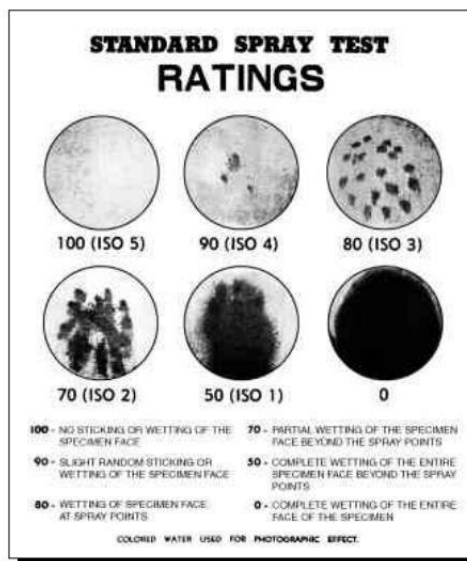 STANDARD SPRAY TEST
RATINGS
100 (ISO 5)
90 (ISO 4)
80 (ISO 3)
70 (ISO 2)
50 (ISO 1)
0
100 - NO STICKING OR WETTING OF THE
SPECIMEN FACE
90 - SLIGHT RANDOM STICKING OR
WETTING OF THE SPECIMEN FACE
80 - WETTING OF SPECIMEN FACE
AT SPRAY POINTS
70 - PARTIAL WETTING OF THE SPECIMEN
FACE BEYOND THE SPRAY POINTS
50 - COMPLETE WETTING OF THE ENTIRE
SPECIMEN FACE BEYOND THE SPRAY
POINTS
0 - COMPLETE WETTING OF THE ENTIRE
FACE OF THE SPECIMEN
COLORED WATER USED FOR PHOTOGRAPHIC EFFECT.